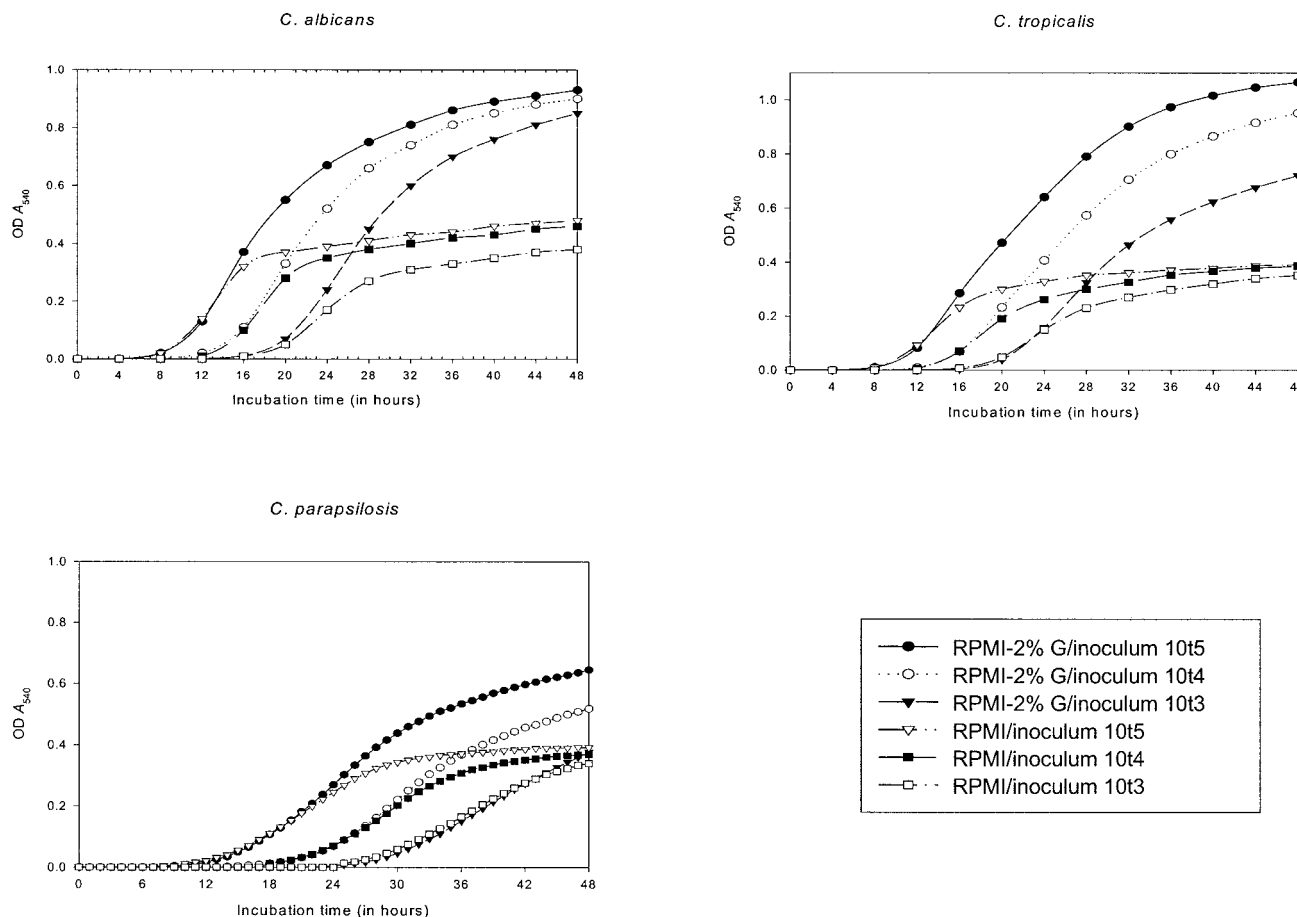 C. albicans
1.0
0.8
0.6
0.4
0.2
0.0
OD A540
0 4 8 12 16 20 24 28 32 36 40 44 48
Incubation time (in hours)
C. tropicalis
1.0
0.8
0.6
0.4
0.2
0.0
OD A540
0 4 8 12 16 20 24 28 32 36 40 44
Incubation time (in hours)
C. parapsilosis
1.0
0.8
0.6
0.4
0.2
0.0
OD A540
0 6 12 18 24 30 36 42 48
Incubation time (in hours)
RPMI-2% G/inoculum 10t5
RPMI-2% G/inoculum 10t4
RPMI-2% G/inoculum 10t3
RPMI/inoculum 10t5
RPMI/inoculum 10t4
RPMI/inoculum 10t3